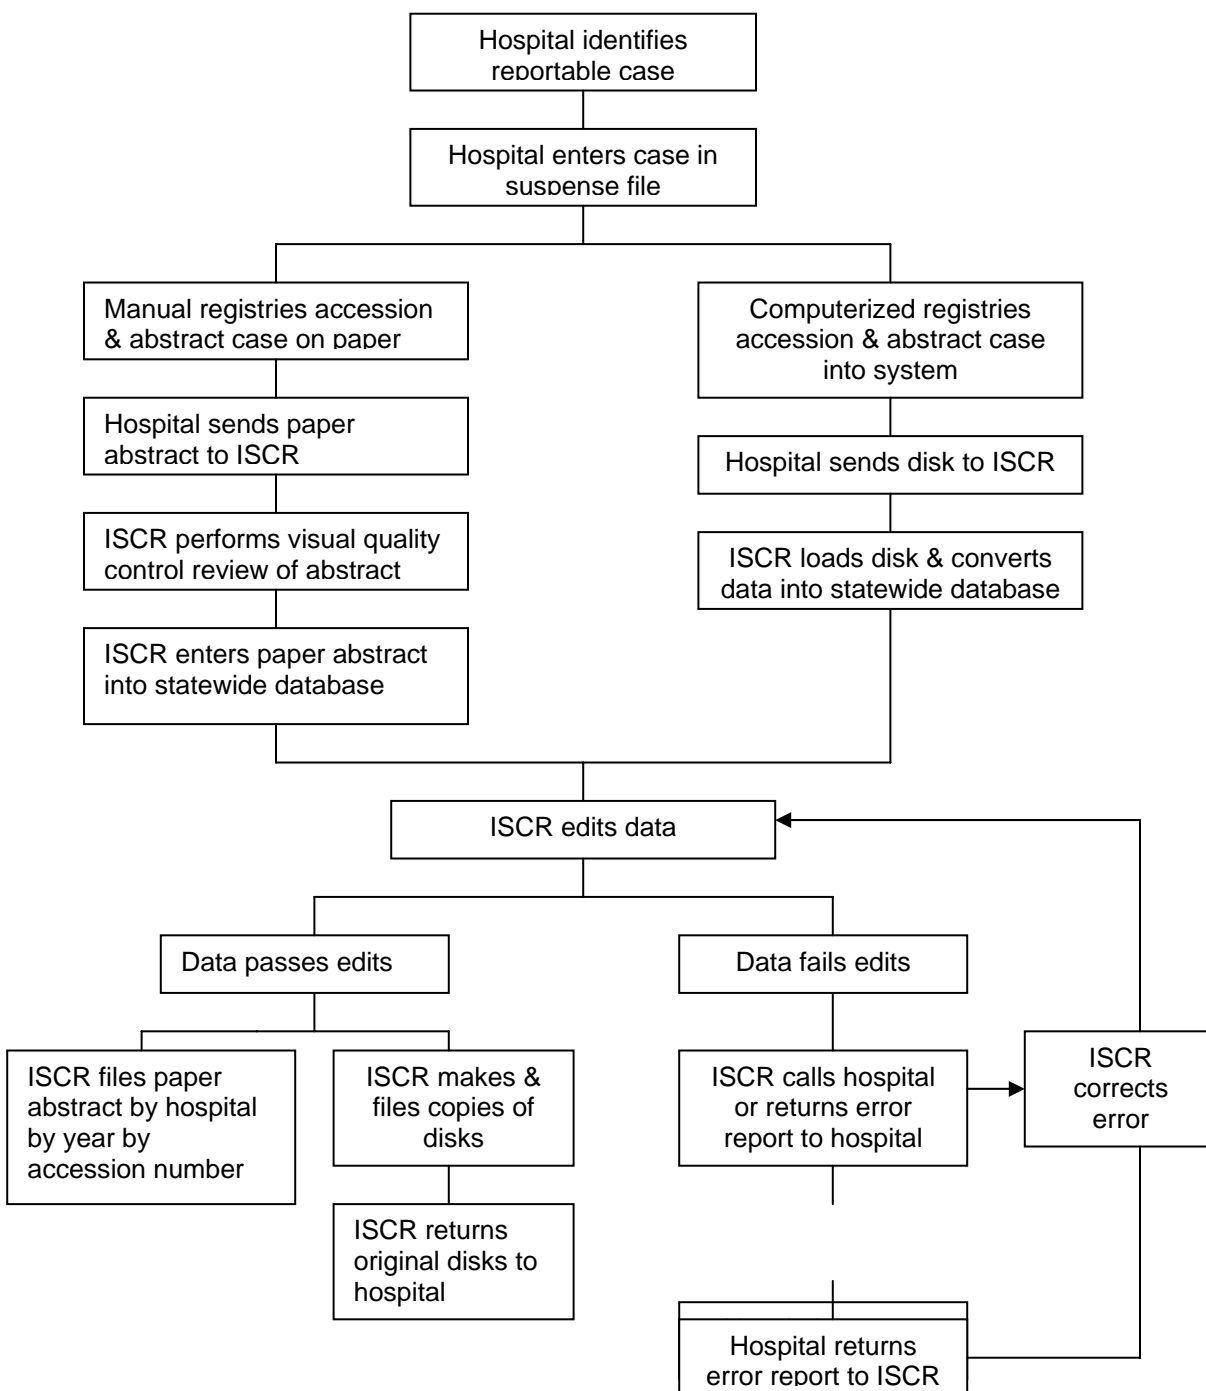 Hospital identifies
reportable case
Hospital enters case in
suspense file
Manual registries accession
& abstract case on paper
Hospital sends paper
abstract to ISCR
ISCR performs visual quality
control review of abstract
ISCR enters paper abstract
into statewide database
Computerized registries
accession & abstract case
into system
Hospital sends disk to ISCR
ISCR loads disk & converts
data into statewide database
ISCR edits data
Data passes edits
Data fails edits
ISCR files paper
abstract by hospital
by year by
accession number
ISCR makes &
files copies of
disks
ISCR returns
original disks to
hospital
ISCR calls hospital
or returns error
report to hospital
ISCR
corrects
error
Hospital returns
error report to ISCR